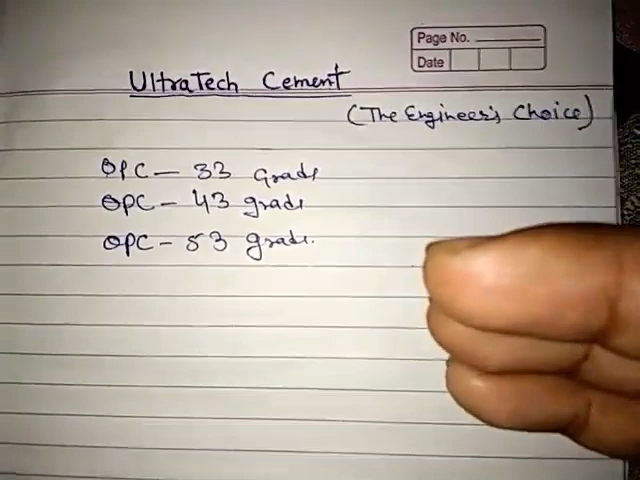 Page No.
Date
UltraTech Cement
(The Engineer's Choice)
OPC - 33 Grade
OPC - 43 grade
OPC - 53 grade.